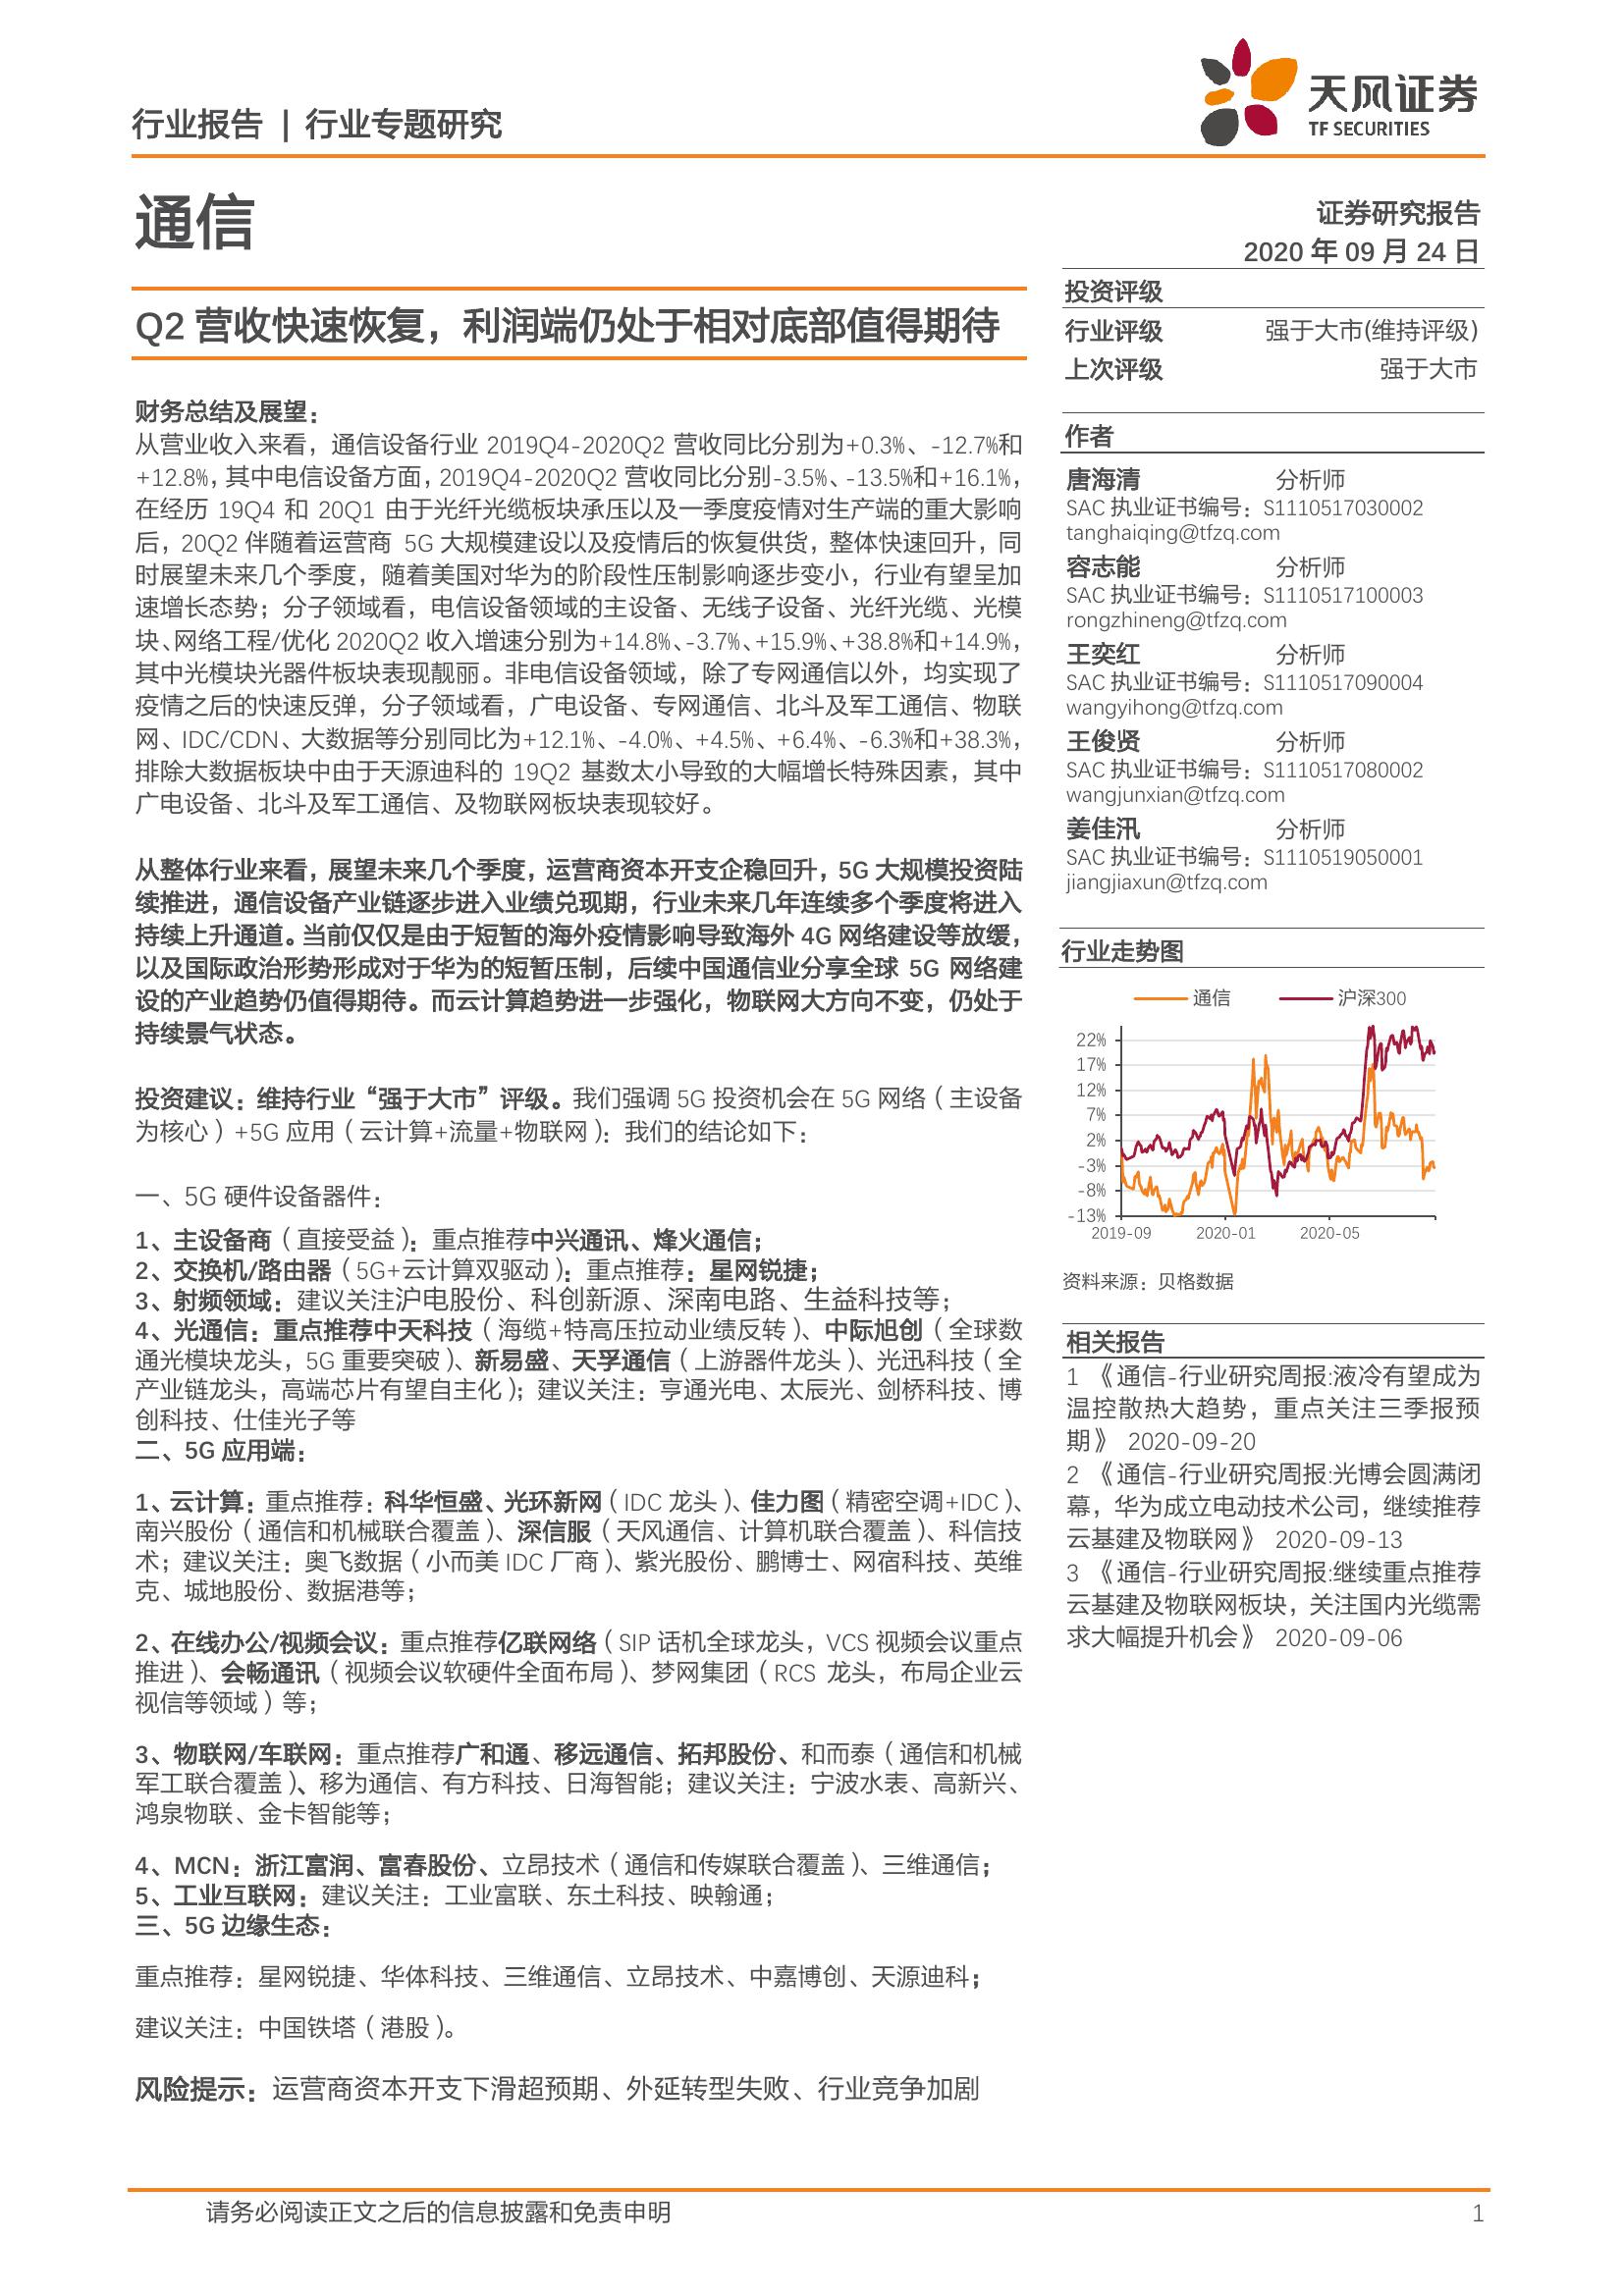 行业报告 | 行业专题研究
天风证券
TF SECURITIES
通信
证券研究报告
2020 年 09 月 24 日
Q2 营收快速恢复，利润端仍处于相对底部值得期待
财务总结及展望：
从营业收入来看，通信设备行业 2019Q4-2020Q2 营收同比分别为+0.3%、-12.7%和
+12.8%，其中电信设备方面，2019Q4-2020Q2 营收同比分别-3.5%、-13.5%和+16.1%，
在经历 19Q4 和 20Q1 由于光纤光缆板块承压以及一季度疫情对生产端的重大影响
后，20Q2 伴随着运营商 5G 大规模建设以及疫情后的恢复供货，整体快速回升，同
时展望未来几个季度，随着美国对华为的阶段性压制影响逐步变小，行业有望呈加
速增长态势；分子领域看，电信设备领域的主设备、无线子设备、光纤光缆、光模
块、网络工程/优化 2020Q2 收入增速分别为+14.8%、-3.7%、+15.9%、+38.8%和+14.9%，
其中光模块光器件板块表现靓丽。非电信设备领域，除了专网通信以外，均实现了
疫情之后的快速反弹，分子领域看，广电设备、专网通信、北斗及军工通信、物联
网、IDC/CDN、大数据等分别同比为+12.1%、-4.0%、+4.5%、+6.4%、-6.3%和+38.3%，
排除大数据板块中由于天源迪科的 19Q2 基数太小导致的大幅增长特殊因素，其中
广电设备、北斗及军工通信、及物联网板块表现较好。
从整体行业来看，展望未来几个季度，运营商资本开支企稳回升，5G 大规模投资陆
续推进，通信设备产业链逐步进入业绩兑现期，行业未来几年连续多个季度将进入
持续上升通道。当前仅仅是由于短暂的海外疫情影响导致海外 4G 网络建设等放缓，
以及国际政治形势形成对于华为的短暂压制，后续中国通信业分享全球 5G 网络建
设的产业趋势仍值得期待。而云计算趋势进一步强化，物联网大方向不变，仍处于
持续景气状态。
投资建议：维持行业“强于大市”评级。我们强调 5G 投资机会在 5G 网络（主设备
为核心）+5G 应用（云计算+流量+物联网）：我们的结论如下：
一、5G 硬件设备器件：
1、主设备商（直接受益）：重点推荐中兴通讯、烽火通信；
2、交换机/路由器（5G+云计算双驱动）：重点推荐：星网锐捷；
3、射频领域：建议关注沪电股份、科创新源、深南电路、生益科技等；
4、光通信：重点推荐中天科技（海缆+特高压拉动业绩反转）、中际旭创（全球数
通光模块龙头，5G 重要突破）、新易盛、天孚通信（上游器件龙头）、光迅科技（全
产业链龙头，高端芯片有望自主化）；建议关注：亨通光电、太辰光、剑桥科技、博
创科技、仕佳光子等
二、5G 应用端：
1、云计算：重点推荐：科华恒盛、光环新网（IDC 龙头）、佳力图（精密空调+IDC）、
南兴股份（通信和机械联合覆盖）、深信服（天风通信、计算机联合覆盖）、科信技
术；建议关注：奥飞数据（小而美 IDC 厂商）、紫光股份、鹏博士、网宿科技、英维
克、城地股份、数据港等；
2、在线办公/视频会议：重点推荐亿联网络（SIP 话机全球龙头，VCS 视频会议重点
推进）、会畅通讯（视频会议软硬件全面布局）、梦网集团（RCS 龙头，布局企业云
视信等领域）等；
3、物联网/车联网：重点推荐广和通、移远通信、拓邦股份、和而泰（通信和机械
军工联合覆盖）、移为通信、有方科技、日海智能；建议关注：宁波水表、高新兴、
鸿泉物联、金卡智能等；
4、MCN：浙江富润、富春股份、立昂技术（通信和传媒联合覆盖）、三维通信；
5、工业互联网：建议关注：工业富联、东土科技、映翰通；
三、5G 边缘生态：
重点推荐：星网锐捷、华体科技、三维通信、立昂技术、中嘉博创、天源迪科；
建议关注：中国铁塔（港股）。
风险提示：运营商资本开支下滑超预期、外延转型失败、行业竞争加剧
投资评级
行业评级 强于大市(维持评级)
上次评级 强于大市
作者
唐海清 分析师
SAC 执业证书编号：S1110517030002
tanghaiqing@tfzq.com
容志能 分析师
SAC 执业证书编号：S1110517100003
rongzhineng@tfzq.com
王奕红 分析师
SAC 执业证书编号：S1110517090004
wangyihong@tfzq.com
王俊贤 分析师
SAC 执业证书编号：S1110517080002
wangjunxian@tfzq.com
姜佳汛 分析师
SAC 执业证书编号：S1110519050001
jiangjiaxun@tfzq.com
行业走势图
通信 沪深300
22%
17%
12%
7%
2%
-3%
-8%
-13%
2019-09 2020-01 2020-05
资料来源：贝格数据
相关报告
1 《通信-行业研究周报:液冷有望成为
温控散热大趋势，重点关注三季报预
期》 2020-09-20
2 《通信-行业研究周报:光博会圆满闭
幕，华为成立电动技术公司，继续推荐
云基建及物联网》 2020-09-13
3 《通信-行业研究周报:继续重点推荐
云基建及物联网板块，关注国内光缆需
求大幅提升机会》 2020-09-06
请务必阅读正文之后的信息披露和免责申明 1